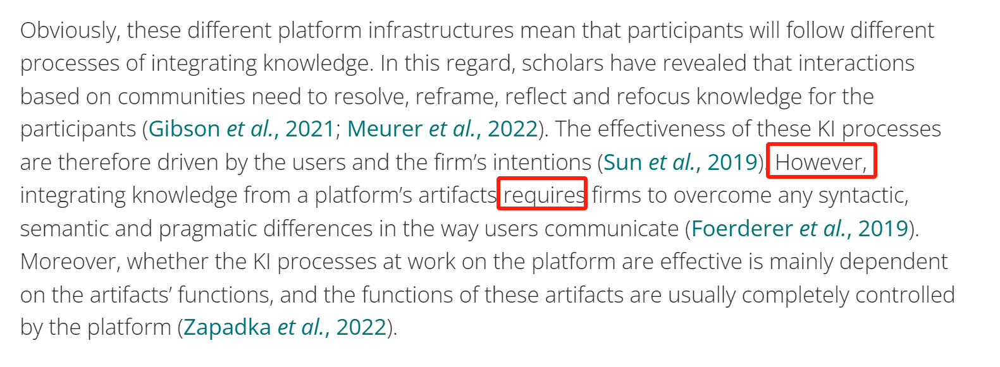 Obviously, these different platform infrastructures mean that participants will follow different
processes of integrating knowledge. In this regard, scholars have revealed that interactions
based on communities need to resolve, reframe, reflect and refocus knowledge for the
participants (Gibson et al., 2021; Meurer et al., 2022). The effectiveness of these KI processes
are therefore driven by the users and the firm’s intentions (Sun et al., 2019). However,
integrating knowledge from a platform’s artifacts requires firms to overcome any syntactic,
semantic and pragmatic differences in the way users communicate (Foerderer et al., 2019).
Moreover, whether the KI processes at work on the platform are effective is mainly dependent
on the artifacts’ functions, and the functions of these artifacts are usually completely controlled
by the platform (Zapadka et al., 2022).